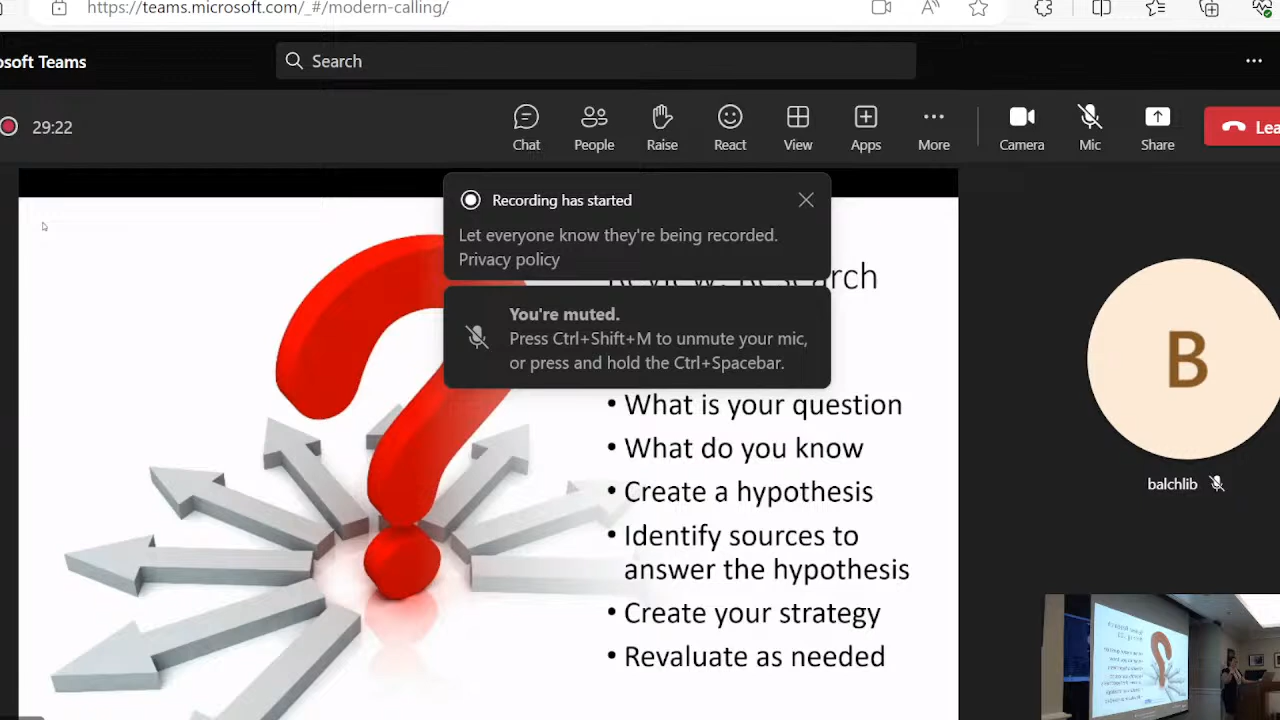 https://teams.microsoft.com/_#/modern-calling/
osoft Teams
Search
29:22
Chat
People
Raise
React
View
Apps
More
Camera
Mic
Share
Lea
Recording has started
Let everyone know they're being recorded.
Privacy policy
Review: Research
You're muted.
Press Ctrl+Shift+M to unmute your mic,
or press and hold the Ctrl+Spacebar.
• What is your question
• What do you know
• Create a hypothesis
• Identify sources to
answer the hypothesis
• Create your strategy
• Revaluate as needed
B
balchlib